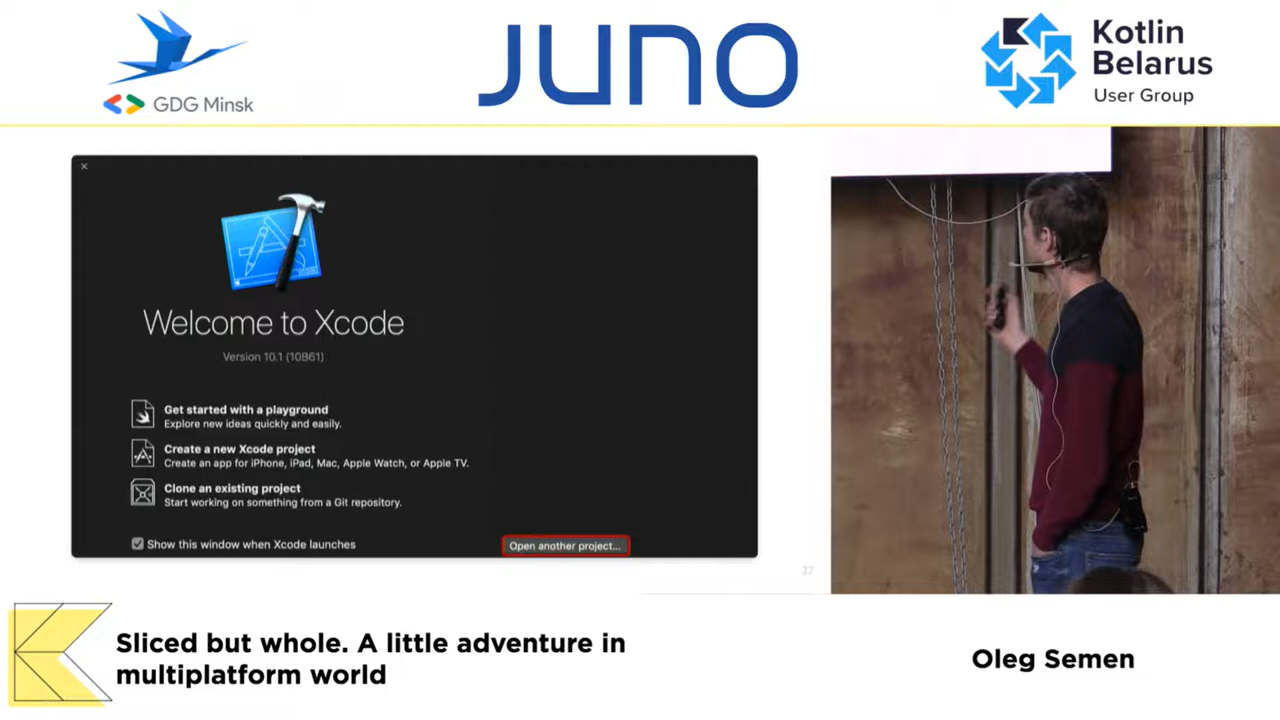 GDG Minsk
JUNO
Kotlin
Belarus
User Group
Welcome to Xcode
Version 10.1 (10B61)
Get started with a playground
Explore new ideas quickly and easily.
Create a new Xcode project
Create an app for iPhone, iPad, Mac, Apple Watch, or Apple TV.
Clone an existing project
Start working on something from a Git repository.
Show this window when Xcode launches
Open another project...
27
Sliced but whole. A little adventure in
multiplatform world
Oleg Semen